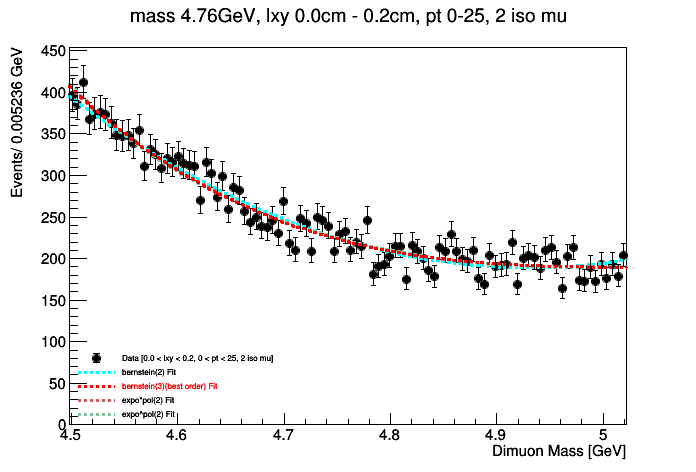 mass 4.76GeV, lxy 0.0cm - 0.2cm, pt 0-25, 2 iso mu
Events/ 0.005236 GeV
450
400
350
300
250
200
150
100
50
0
Data [0.0 < lxy < 0.2, 0 < pt < 25, 2 iso mu]
bernstein(2) Fit
bernstein(3)(best order) Fit
expo*pol(2) Fit
expo^pol(2) Fit
4.5 4.6 4.7 4.8 4.9 5
Dimuon Mass [GeV]